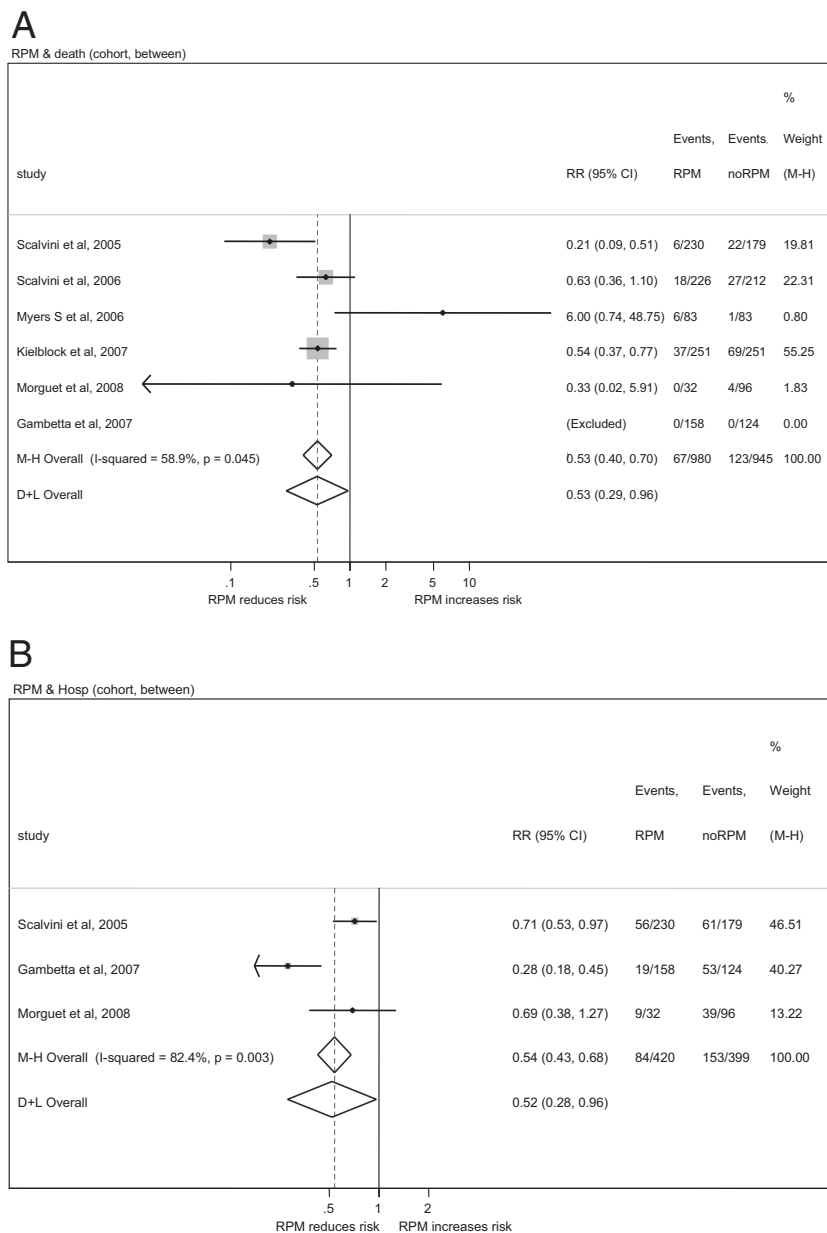 A
RPM & death (cohort, between)
%
Events, Events, Weight
study RR (95% CI) RPM noRPM (M-H)
Scalvini et al, 2005 0.21 (0.09, 0.51) 6/230 22/179 19.81
Scalvini et al, 2006 0.63 (0.36, 1.10) 18/226 27/212 22.31
Myers S et al, 2006 6.00 (0.74, 48.75) 6/83 1/83 0.80
Kielblock et al, 2007 0.54 (0.37, 0.77) 37/251 69/251 55.25
Morguet et al, 2008 0.33 (0.02, 5.91) 0/32 4/96 1.83
Gambetta et al, 2007 (Excluded) 0/158 0/124 0.00
M-H Overall (I-squared = 58.9%, p = 0.045) 0.53 (0.40, 0.70) 67/980 123/945 100.00
D+L Overall 0.53 (0.29, 0.96)
.1 .5 1 2 5 10
RPM reduces risk RPM increases risk
B
RPM & Hosp (cohort, between)
%
Events, Events, Weight
study RR (95% CI) RPM noRPM (M-H)
Scalvini et al, 2005 0.71 (0.53, 0.97) 56/230 61/179 46.51
Gambetta et al, 2007 0.28 (0.18, 0.45) 19/158 53/124 40.27
Morguet et al, 2008 0.69 (0.38, 1.27) 9/32 39/96 13.22
M-H Overall (I-squared = 82.4%, p = 0.003) 0.54 (0.43, 0.68) 84/420 153/399 100.00
D+L Overall 0.52 (0.28, 0.96)
.5 1 2
RPM reduces risk RPM increases risk